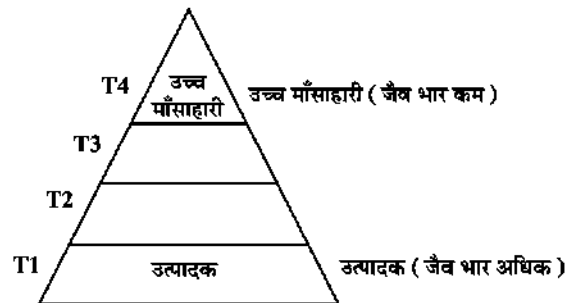 T4
उच्च
माँसाहारी
उच्च माँसाहारी ( जैव भार कम )
T3
T2
T1
उत्पादक
उत्पादक ( जैव भार अधिक )